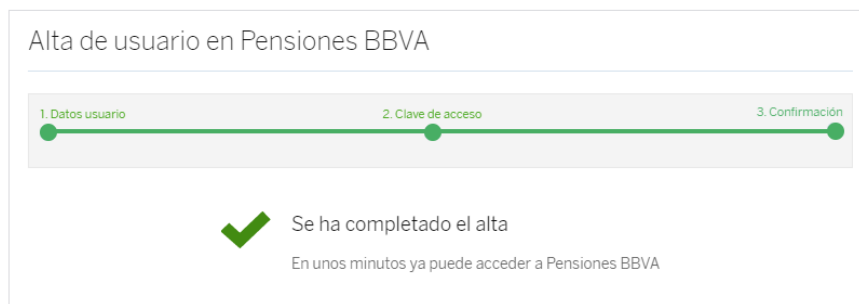 Alta de usuario en Pensiones BBVA
1. Datos usuario
2. Clave de acceso
3. Confirmación
Se ha completado el alta
En unos minutos ya puede acceder a Pensiones BBVA